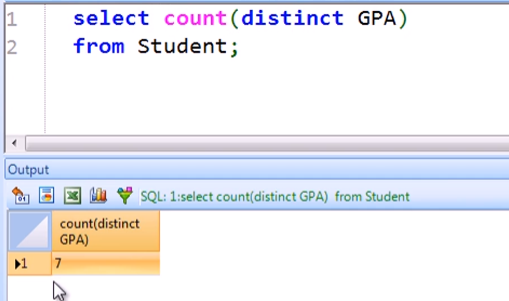 1 select count(distinct GPA)
2 from Student;
Output
SQL: 1:select count(distinct GPA) from Student
count(distinct
GPA)
1 7